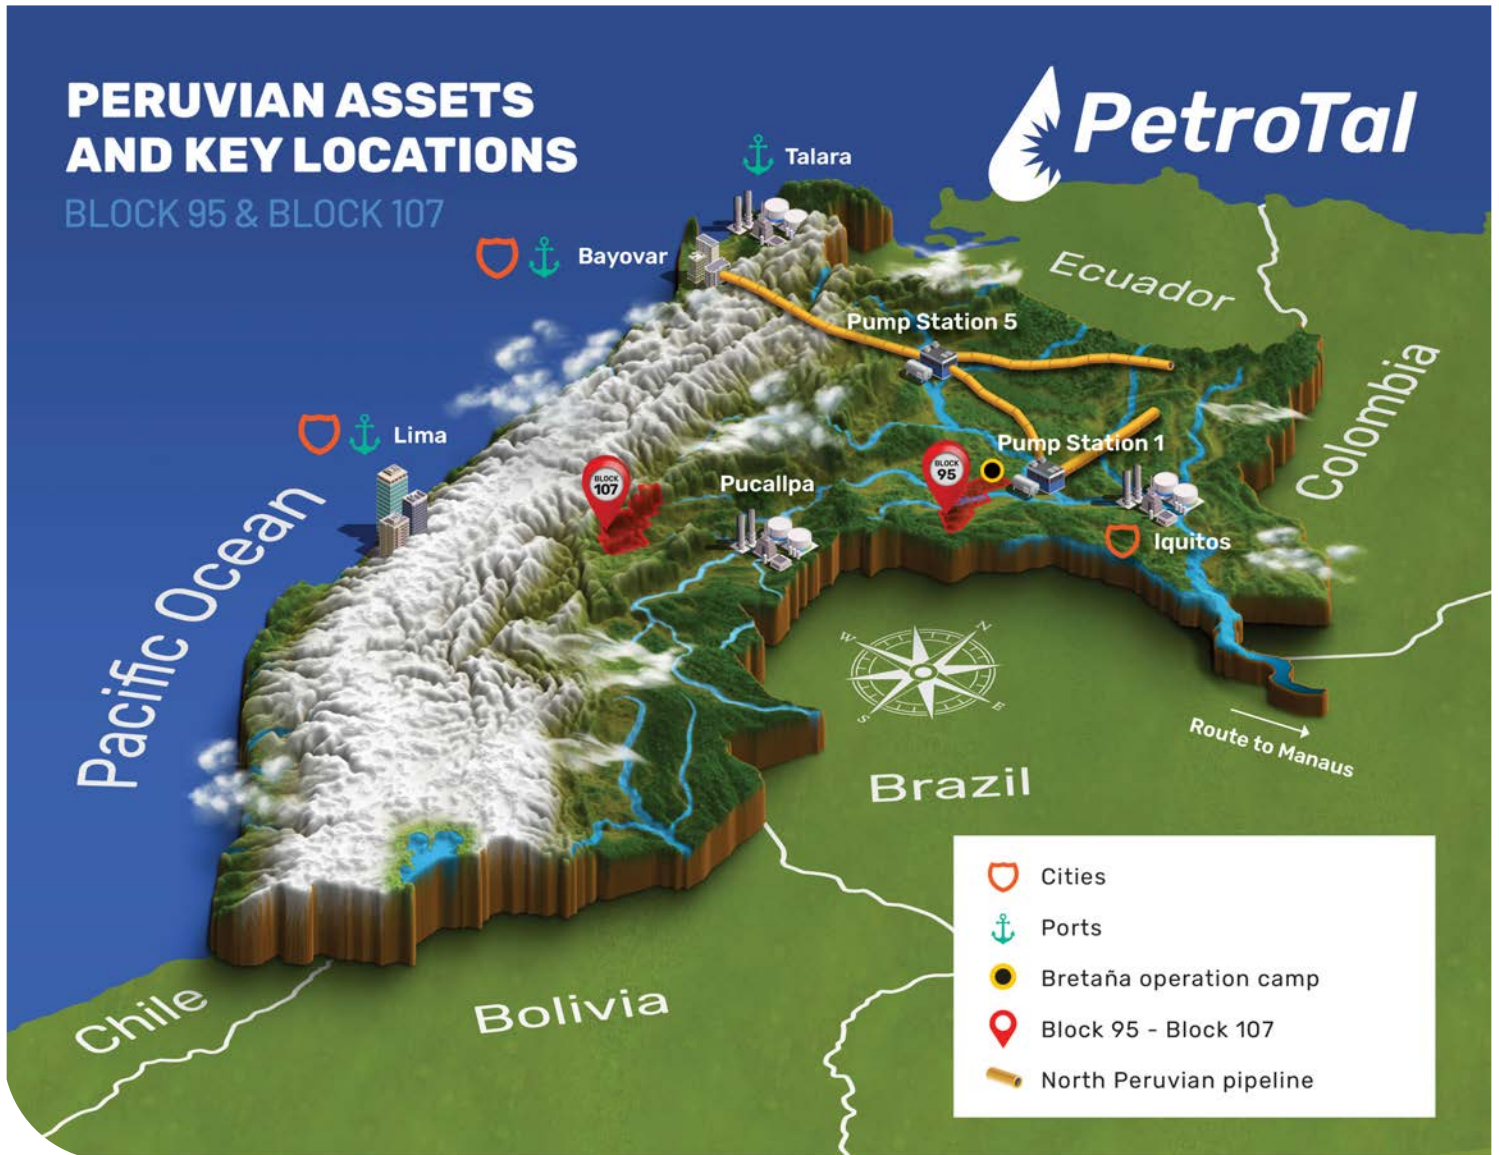 PERUVIAN ASSETS
AND KEY LOCATIONS
BLOCK 95 & BLOCK 107
PetroTal
Talara
Bayovar
Ecuador
Pump Station 5
Colombia
Lima
Pump Station 1
BLOCK
95
BLOCK
107
Pucallpa
Iquitos
Pacific Ocean
N
W
S
E
Route to Manaus
Brazil
Bolivia
Chile
Cities
Ports
Bretaña operation camp
Block 95 - Block 107
North Peruvian pipeline